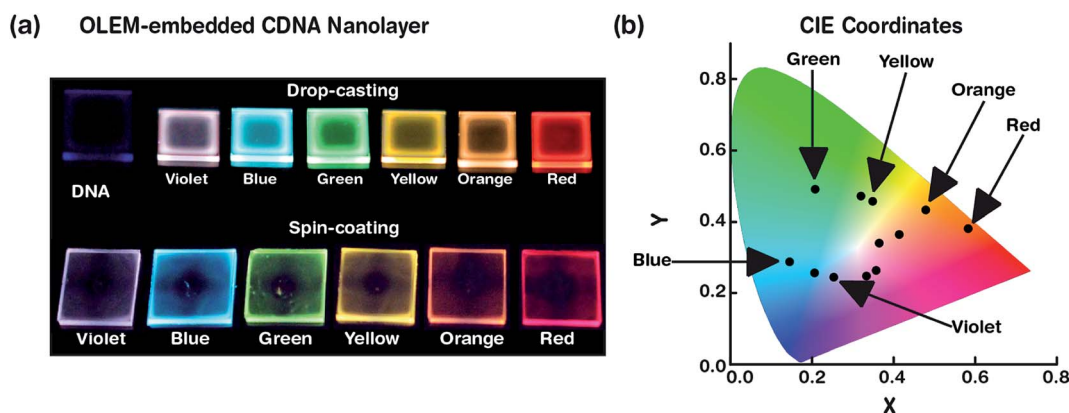 (a) OLEM-embedded CDNA Nanolayer
Drop-casting
DNA
Violet Blue Green Yellow Orange Red
Spin-coating
Violet Blue Green Yellow Orange Red
(b) CIE Coordinates
Green
Yellow
Orange
Red
Blue
Violet
Y
0.8
0.6
0.4
0.2
0.0
0.0 0.2 0.4 0.6 0.8
X